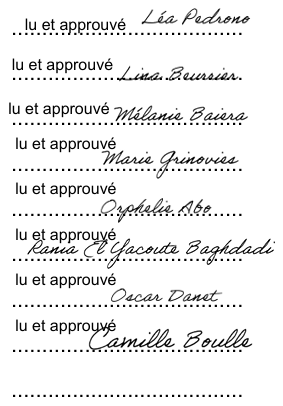 lu et approuvé Léa Pedrono
lu et approuvé Lina Beursier
lu et approuvé Mélanie Baiera
lu et approuvé
Marie Grinovies
lu et approuvé
Orphelie Abo
lu et approuvé
Rania El Yacoute Baghdadi
lu et approuvé
Oscar Danet
lu et approuvé
Camille Boulle